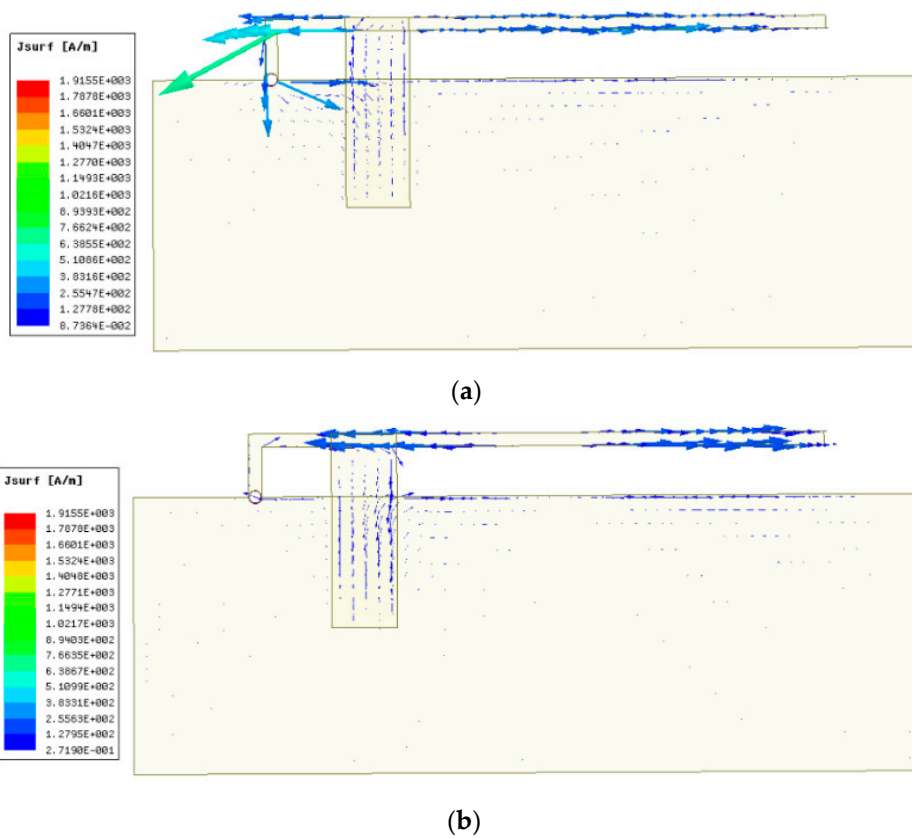 Jsurf [A/m]
1.9155E+003
1.7878E+003
1.6601E+003
1.5324E+003
1.4047E+003
1.2770E+003
1.1493E+003
1.0216E+003
8.9393E+002
7.6624E+002
6.3855E+002
5.1086E+002
3.8316E+002
2.5547E+002
1.2778E+002
8.7364E-002
(a)
Jsurf [A/m]
1.9155E+003
1.7878E+003
1.6601E+003
1.5324E+003
1.4048E+003
1.2771E+003
1.1494E+003
1.0217E+003
8.9403E+002
7.6635E+002
6.3867E+002
5.1099E+002
3.8331E+002
2.5563E+002
1.2795E+002
2.7190E-001
(b)